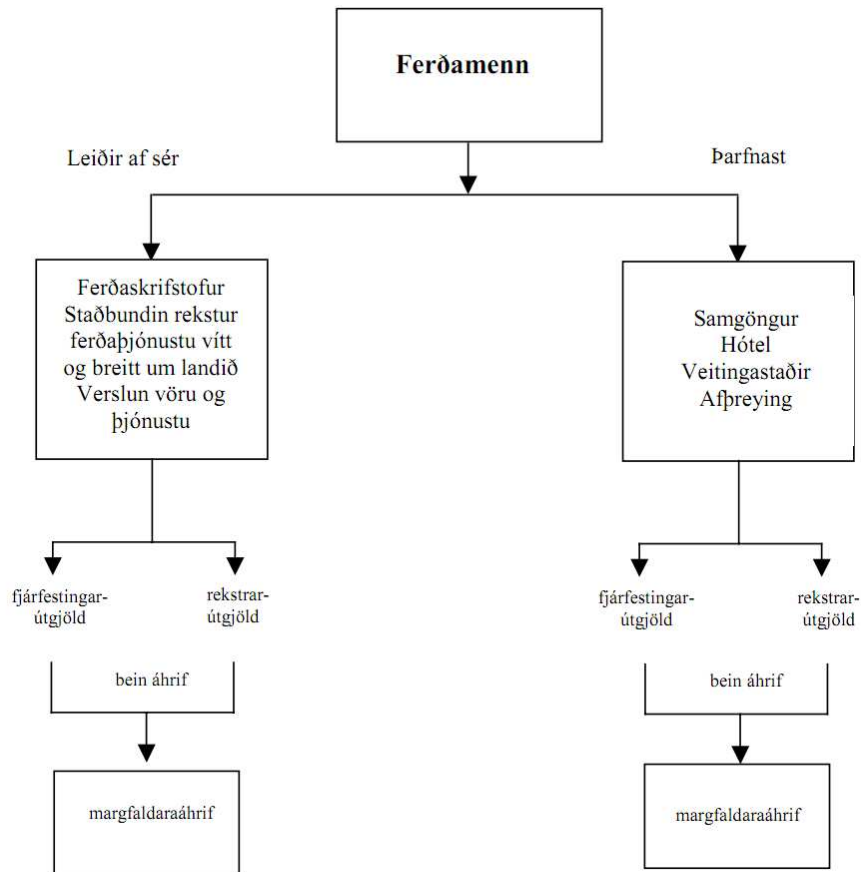 Ferðamenn
Leiðir af sér
Þarfnast
Ferðaskrifstofur
Staðbundin rekstur
ferðaþjónustu vítt
og breitt um landið
Verslun vöru og
þjónustu
Samgöngur
Hótel
Veitingastaðir
Afþreying
fjárfestingar-
útgjöld
rekstrar-
útgjöld
fjárfestingar-
útgjöld
rekstrar-
útgjöld
bein áhrif
bein áhrif
margfaldaraáhrif
margfaldaraáhrif